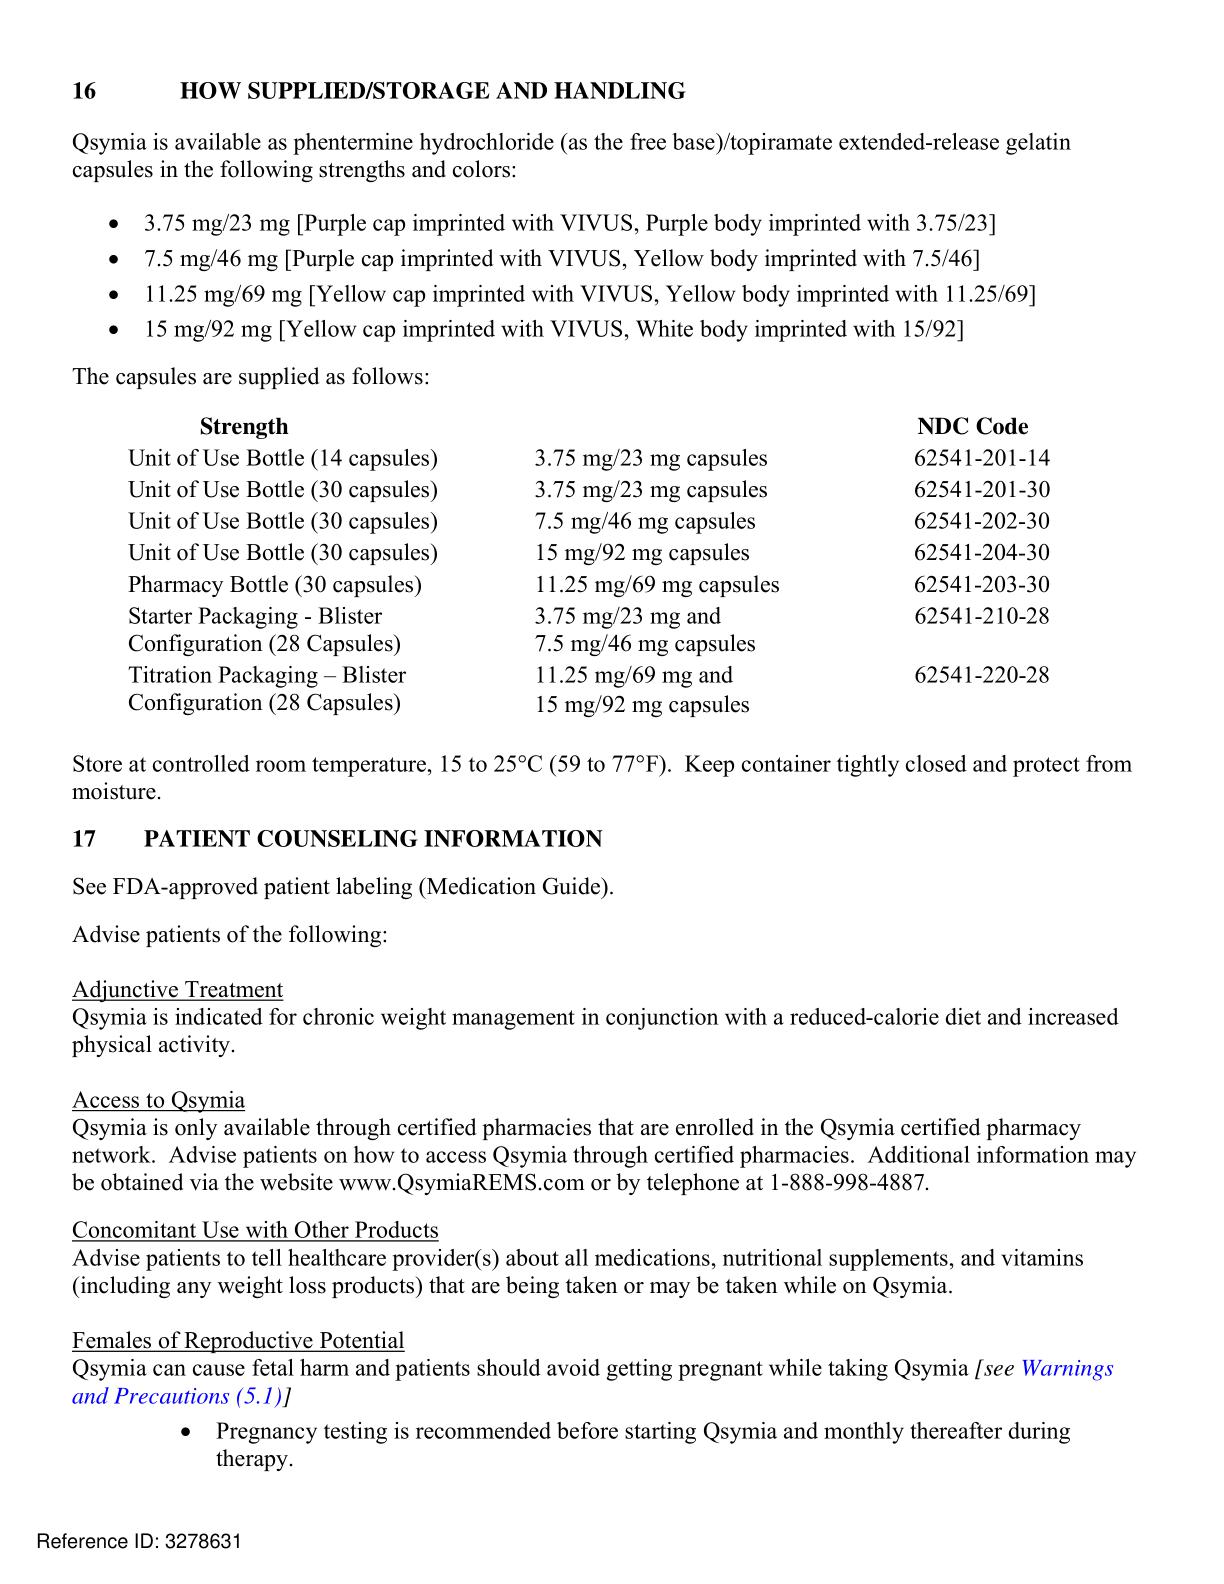 16 HOW SUPPLIED/STORAGE AND HANDLING
Qsymia is available as phentermine hydrochloride (as the free base)/topiramate extended-release gelatin
capsules in the following strengths and colors:
• 3.75 mg/23 mg [Purple cap imprinted with VIVUS, Purple body imprinted with 3.75/23]
• 7.5 mg/46 mg [Purple cap imprinted with VIVUS, Yellow body imprinted with 7.5/46]
• 11.25 mg/69 mg [Yellow cap imprinted with VIVUS, Yellow body imprinted with 11.25/69]
• 15 mg/92 mg [Yellow cap imprinted with VIVUS, White body imprinted with 15/92]
The capsules are supplied as follows:
Strength NDC Code
Unit of Use Bottle (14 capsules) 3.75 mg/23 mg capsules 62541-201-14
Unit of Use Bottle (30 capsules) 3.75 mg/23 mg capsules 62541-201-30
Unit of Use Bottle (30 capsules) 7.5 mg/46 mg capsules 62541-202-30
Unit of Use Bottle (30 capsules) 15 mg/92 mg capsules 62541-204-30
Pharmacy Bottle (30 capsules) 11.25 mg/69 mg capsules 62541-203-30
Starter Packaging - Blister 3.75 mg/23 mg and 62541-210-28
Configuration (28 Capsules) 7.5 mg/46 mg capsules
Titration Packaging – Blister 11.25 mg/69 mg and 62541-220-28
Configuration (28 Capsules) 15 mg/92 mg capsules
Store at controlled room temperature, 15 to 25°C (59 to 77°F). Keep container tightly closed and protect from
moisture.
17 PATIENT COUNSELING INFORMATION
See FDA-approved patient labeling (Medication Guide).
Advise patients of the following:
Adjunctive Treatment
Qsymia is indicated for chronic weight management in conjunction with a reduced-calorie diet and increased
physical activity.
Access to Qsymia
Qsymia is only available through certified pharmacies that are enrolled in the Qsymia certified pharmacy
network. Advise patients on how to access Qsymia through certified pharmacies. Additional information may
be obtained via the website www.QsymiaREMS.com or by telephone at 1-888-998-4887.
Concomitant Use with Other Products
Advise patients to tell healthcare provider(s) about all medications, nutritional supplements, and vitamins
(including any weight loss products) that are being taken or may be taken while on Qsymia.
Females of Reproductive Potential
Qsymia can cause fetal harm and patients should avoid getting pregnant while taking Qsymia [see Warnings
and Precautions (5.1)]
• Pregnancy testing is recommended before starting Qsymia and monthly thereafter during
therapy.
Reference ID: 3278631